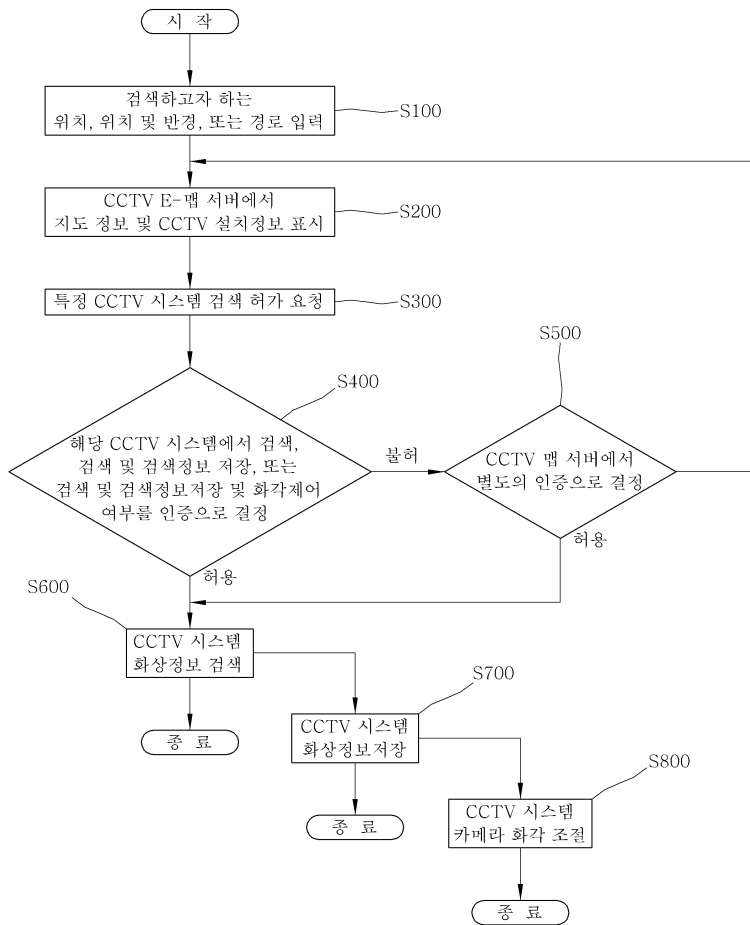 시 작
검색하고자 하는
위치, 위치 및 반경, 또는 경로 입력
S100
CCTV E-맵 서버에서
지도 정보 및 CCTV 설치정보 표시
S200
특정 CCTV 시스템 검색 허가 요청
S300
S400
해당 CCTV 시스템에서 검색,
검색 및 검색정보 저장, 또는
검색 및 검색정보저장 및 화각제어
여부를 인증으로 결정
불허
S500
CCTV 맵 서버에서
별도의 인증으로 결정
허용
허용
S600
CCTV 시스템
화상정보 검색
종 료
S700
CCTV 시스템
화상정보저장
종 료
S800
CCTV 시스템
카메라 화각 조절
종 료